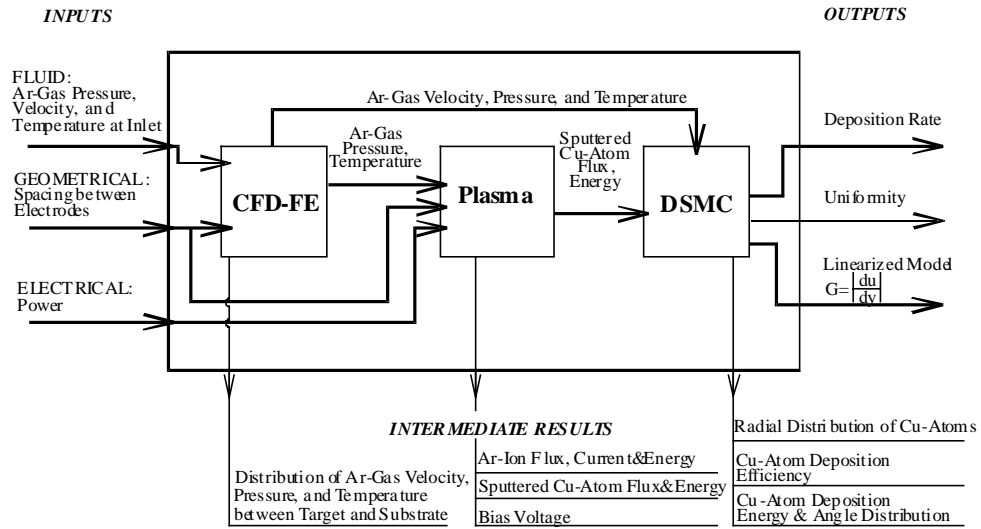 INPUTS
OUTPUTS
FLUID:
Ar-Gas Pressure,
Velocity, and
Temperature at Inlet
GEOMETRICAL:
Spacing between
Electrodes
ELECTRICAL:
Power
Ar-Gas Velocity, Pressure, and Temperature
CFD-FE
Ar-Gas
Pressure,
Temperature
Plasma
Sputtered
Cu-Atom
Flux,
Energy
DSMC
Deposition Rate
Uniformity
Linearized Model
G=|du/dy|
INTERMEDIATE RESULTS
Distribution of Ar-Gas Velocity,
Pressure, and Temperature
between Target and Substrate
Ar-Ion Flux, Current&Energy
Sputtered Cu-Atom Flux&Energy
Bias Voltage
Radial Distribution of Cu-Atoms
Cu-Atom Deposition
Efficiency
Cu-Atom Deposition
Energy & Angle Distribution